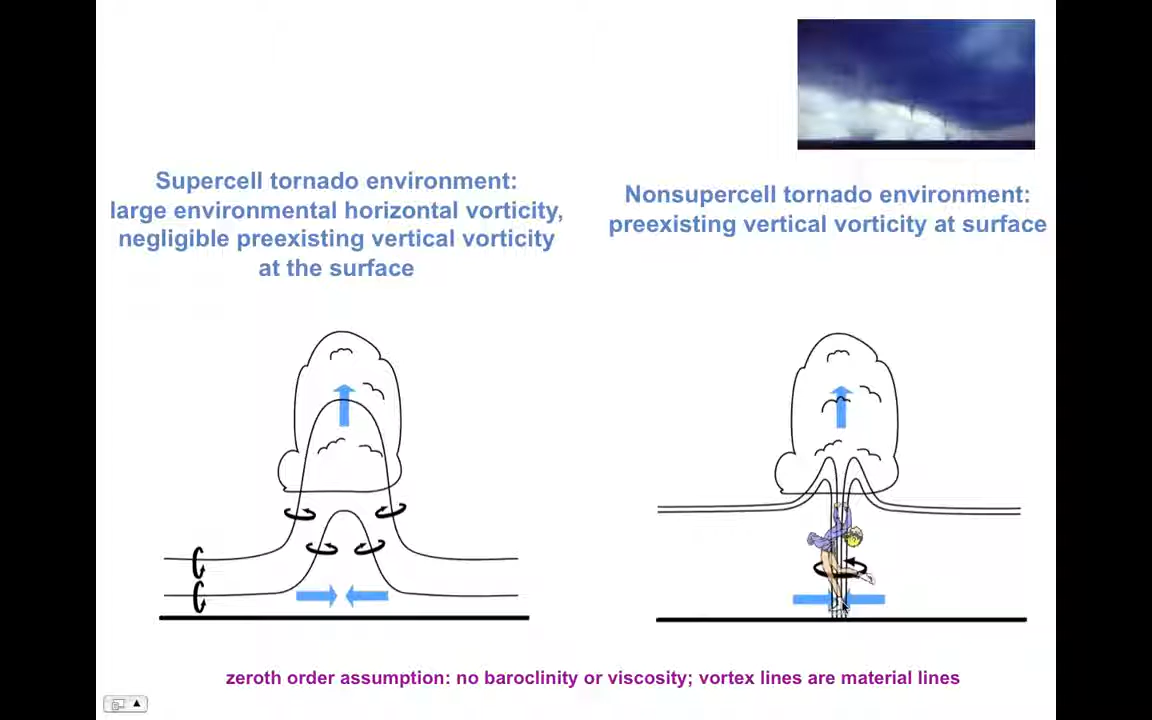 Supercell tornado environment:
large environmental horizontal vorticity,
negligible preexisting vertical vorticity
at the surface
Nonsupercell tornado environment:
preexisting vertical vorticity at surface
zeroth order assumption: no baroclinity or viscosity; vortex lines are material lines